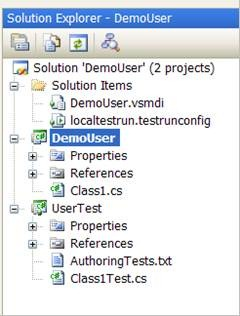 Solution Explorer - DemoUser
Solution 'DemoUser' (2 projects)
Solution Items
DemoUser.vsmdi
localtestrun.testrunconfig
DemoUser
Properties
References
Class1.cs
UserTest
Properties
References
AuthoringTests.txt
Class1Test.cs